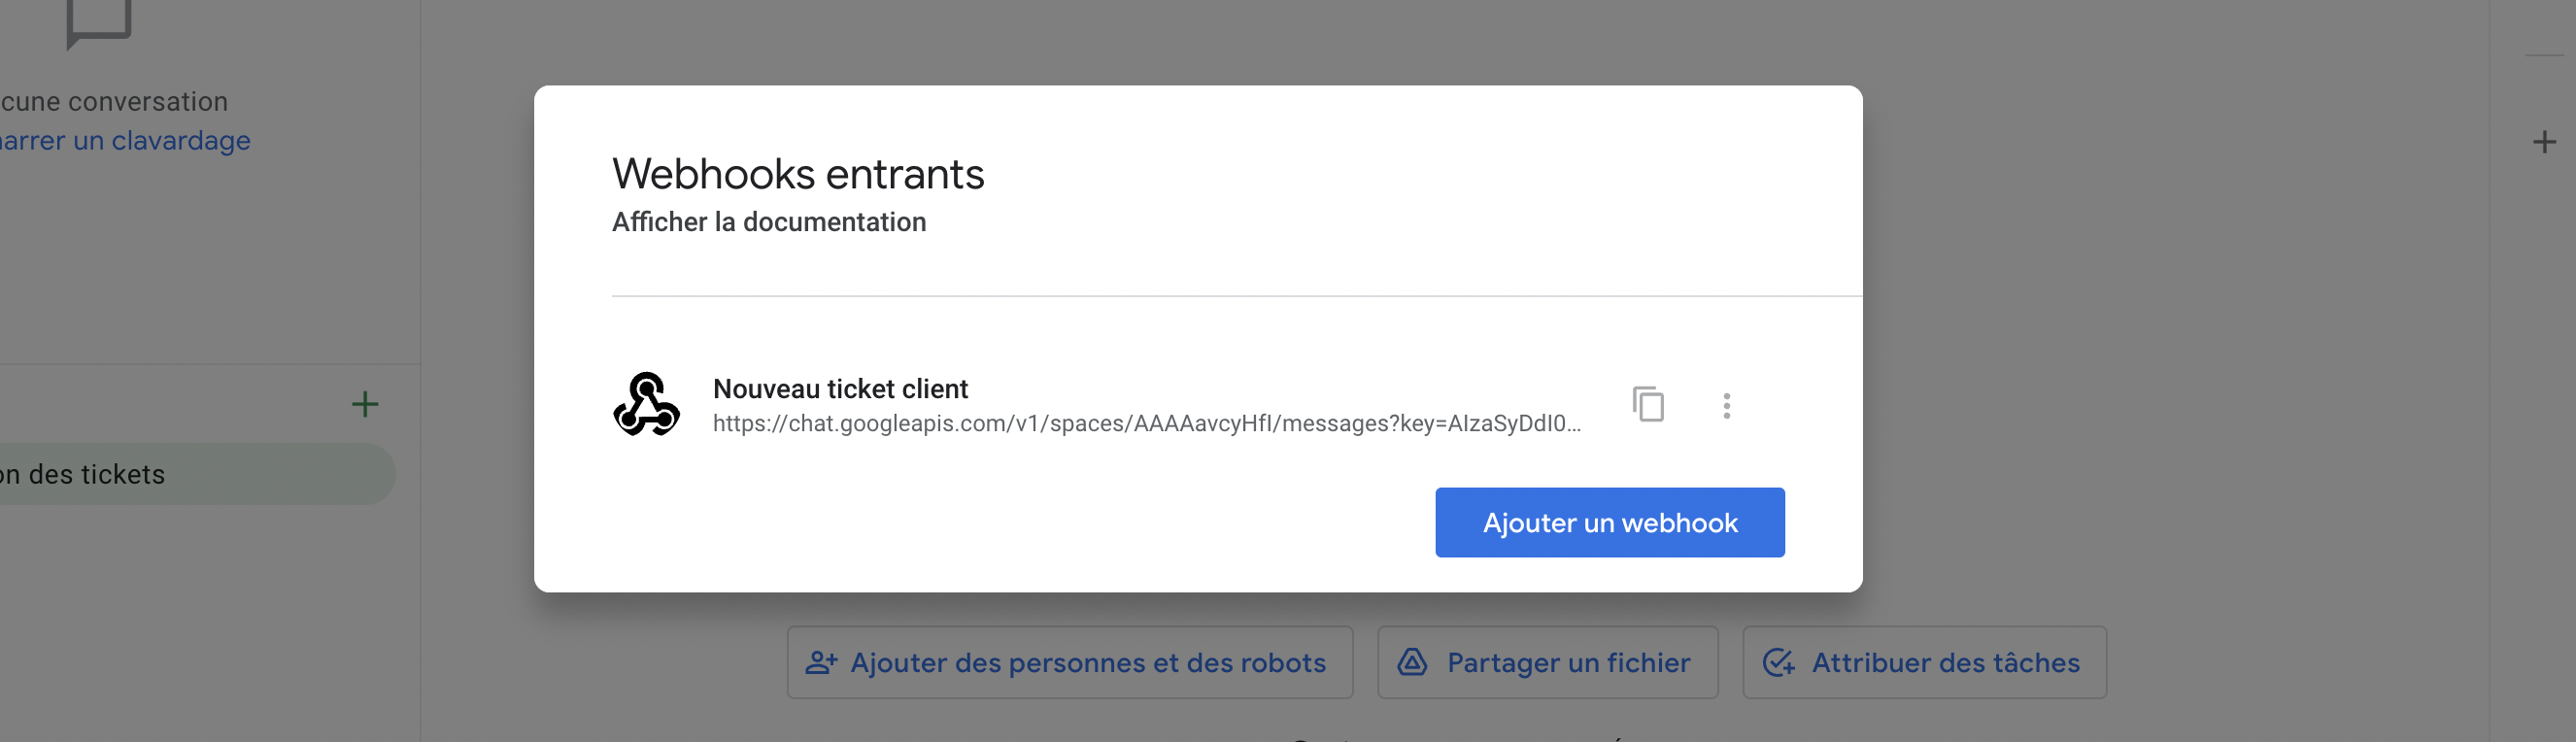 cune conversation
arrer un clavardage
on des tickets
Webhooks entrants
Afficher la documentation
Nouveau ticket client
https://chat.googleapis.com/v1/spaces/AAAAavcyHfI/messages?key=AIzaSyDdI0...
Ajouter un webhook
Ajouter des personnes et des robots
Partager un fichier
Attribuer des tâches